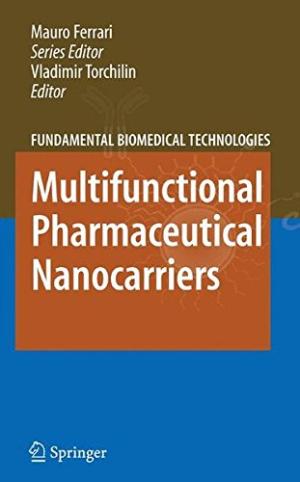 Mauro Ferrari
Series Editor
Vladimir Torchilin
Editor
FUNDAMENTAL BIOMEDICAL TECHNOLOGIES
Multifunctional
Pharmaceutical
Nanocarriers
Springer